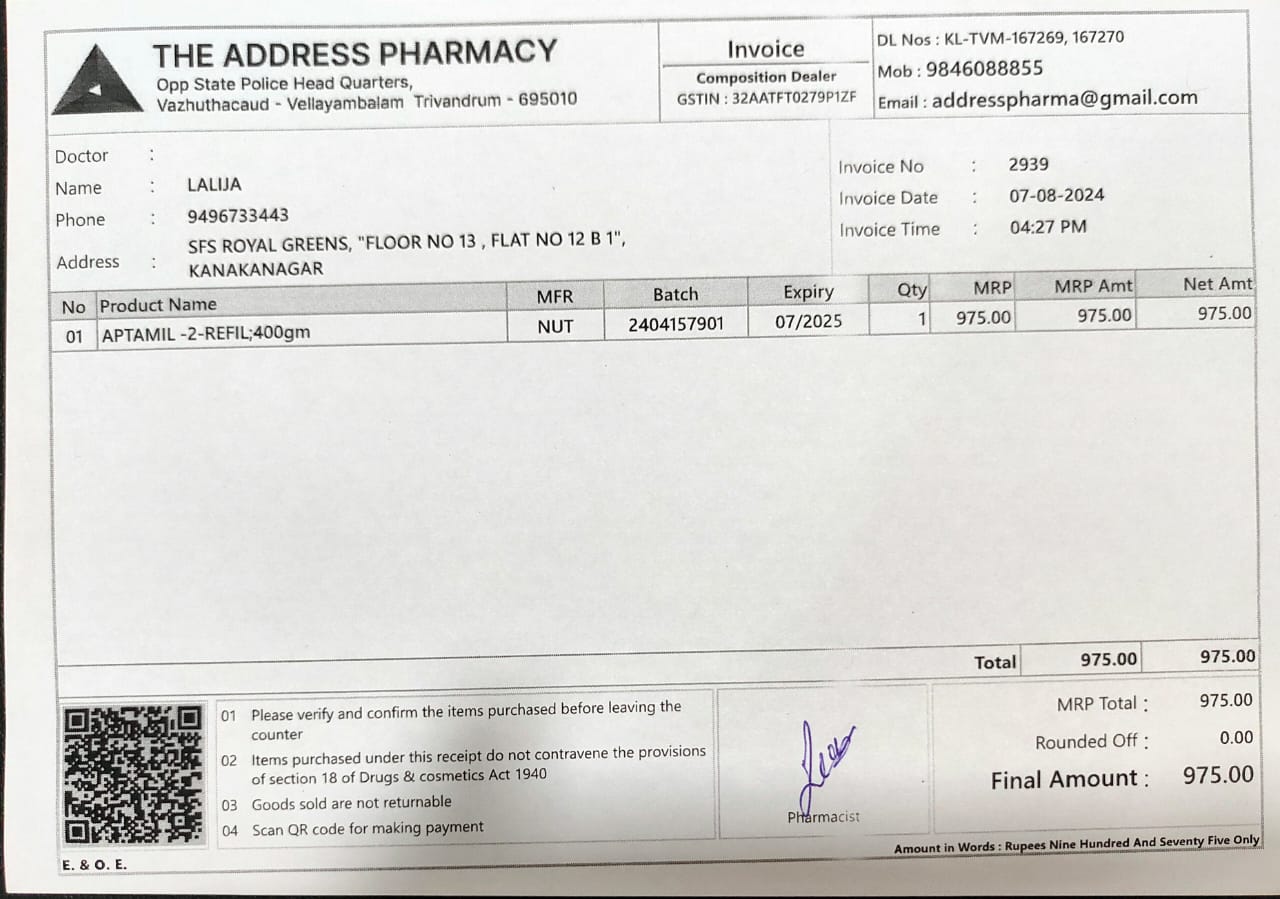 THE ADDRESS PHARMACY
Opp State Police Head Quarters,
Vazhuthacaud - Vellayambalam Trivandrum - 695010
Invoice
Composition Dealer
GSTIN : 32AATFT0279P1ZF
DL Nos : KL-TVM-167269, 167270
Mob : 9846088855
Email : addresspharma@gmail.com
Doctor :
Name : LALIJA
Phone : 9496733443
Address : SFS ROYAL GREENS, "FLOOR NO 13 , FLAT NO 12 B 1",
KANAKANAGAR
Invoice No : 2939
Invoice Date : 07-08-2024
Invoice Time : 04:27 PM
No Product Name MFR Batch Expiry Qty MRP MRP Amt Net Amt
01 APTAMIL -2-REFIL;400gm NUT 2404157901 07/2025 1 975.00 975.00 975.00
Total 975.00 975.00
01 Please verify and confirm the items purchased before leaving the
counter
02 Items purchased under this receipt do not contravene the provisions
of section 18 of Drugs & cosmetics Act 1940
03 Goods sold are not returnable
04 Scan QR code for making payment
Pharmacist
MRP Total : 975.00
Rounded Off : 0.00
Final Amount : 975.00
Amount in Words : Rupees Nine Hundred And Seventy Five Only
E. & O. E.